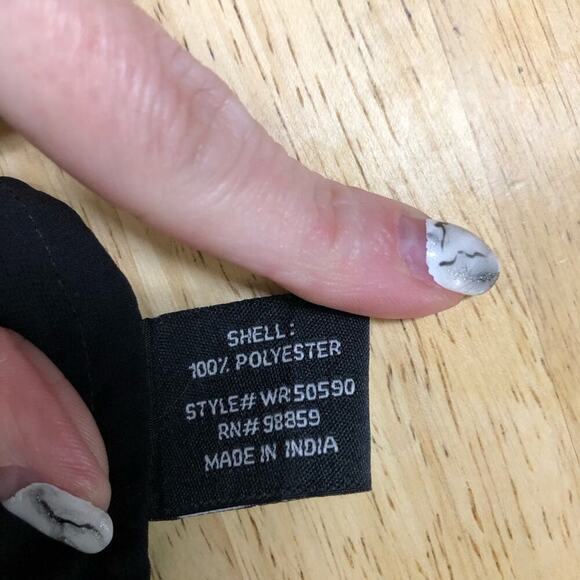 SHELL:
100% POLYESTER
STYLE# WR50590
RN# 98859
MADE IN INDIA